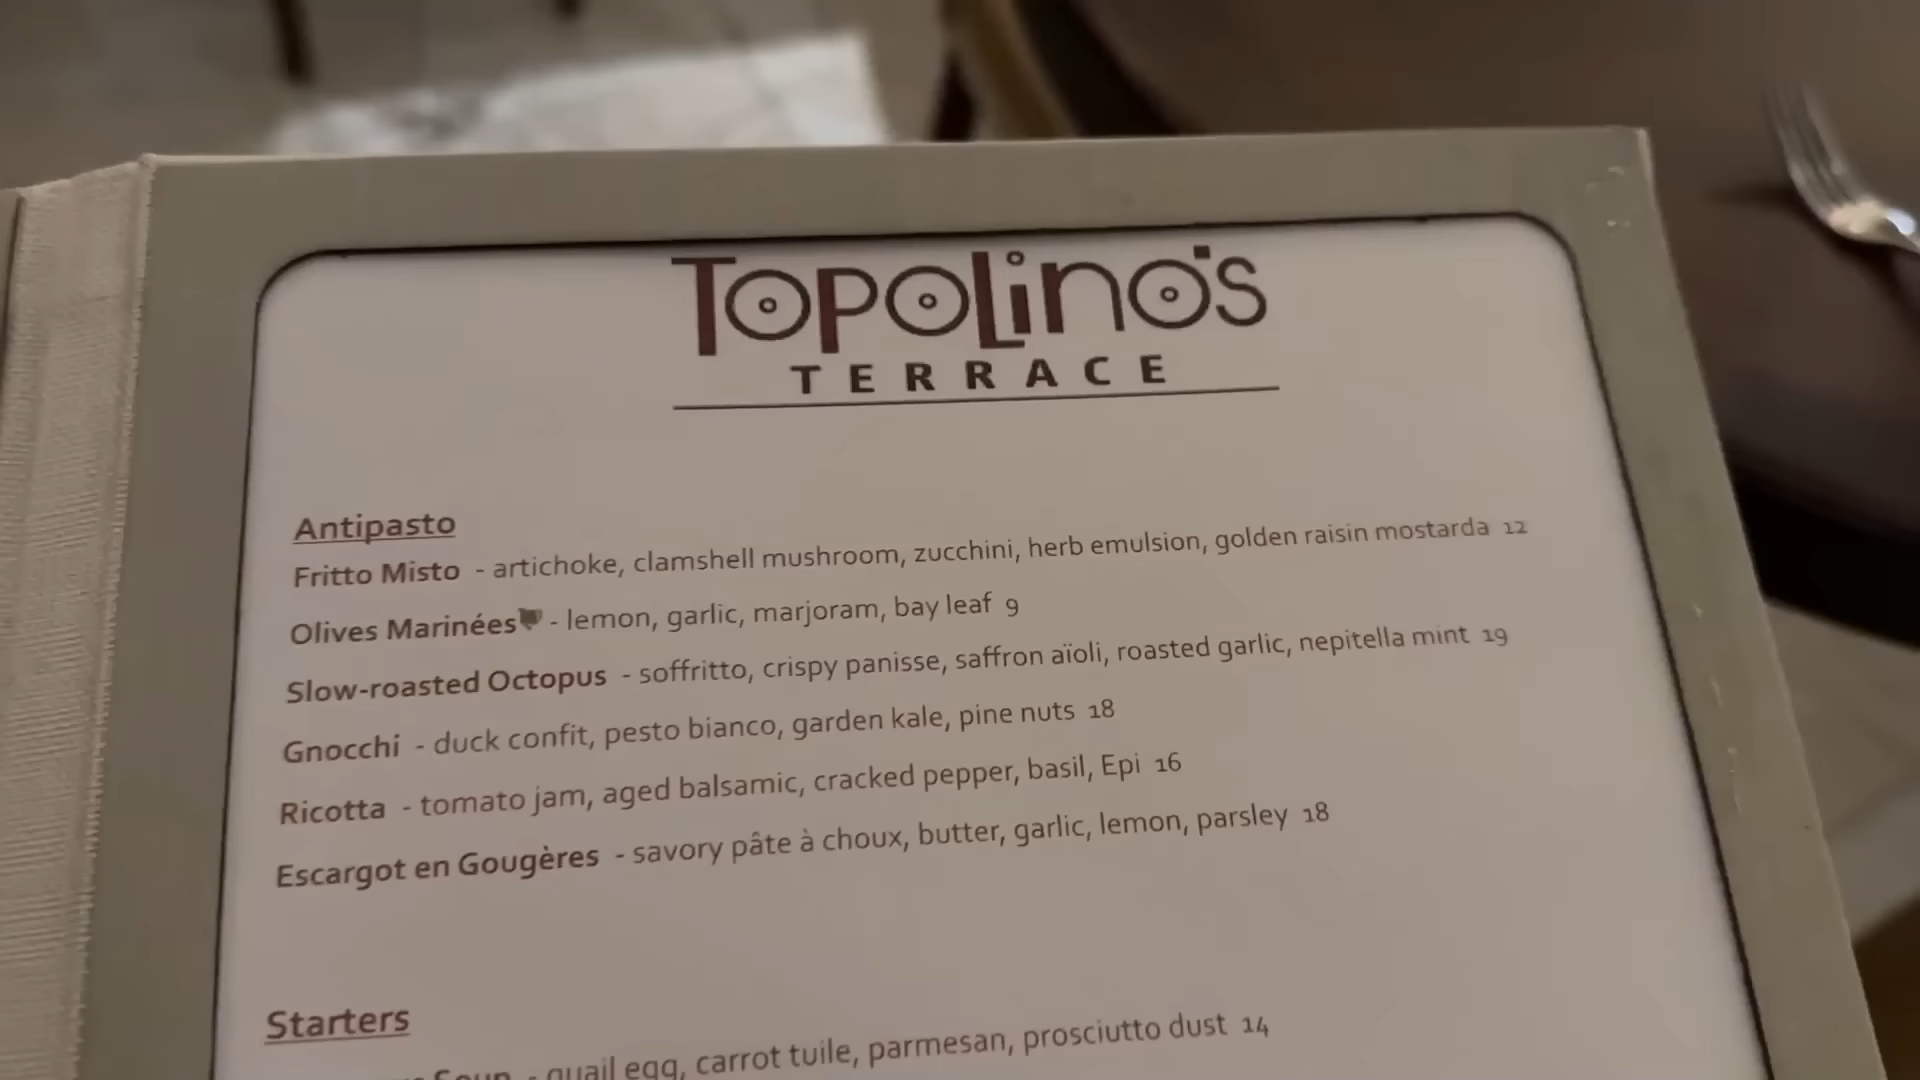 Topolino's
TERRACE
Antipasto
Fritto Misto - artichoke, clamshell mushroom, zucchini, herb emulsion, golden raisin mostarda 12
Olives Marinées - lemon, garlic, marjoram, bay leaf 9
Slow-roasted Octopus - soffritto, crispy panisse, saffron aïoli, roasted garlic, nepitella mint 19
Gnocchi - duck confit, pesto bianco, garden kale, pine nuts 18
Ricotta - tomato jam, aged balsamic, cracked pepper, basil, Epi 16
Escargot en Gougères - savory pâte à choux, butter, garlic, lemon, parsley 18
Starters
Soup - quail egg, carrot tuile, parmesan, prosciutto dust 14